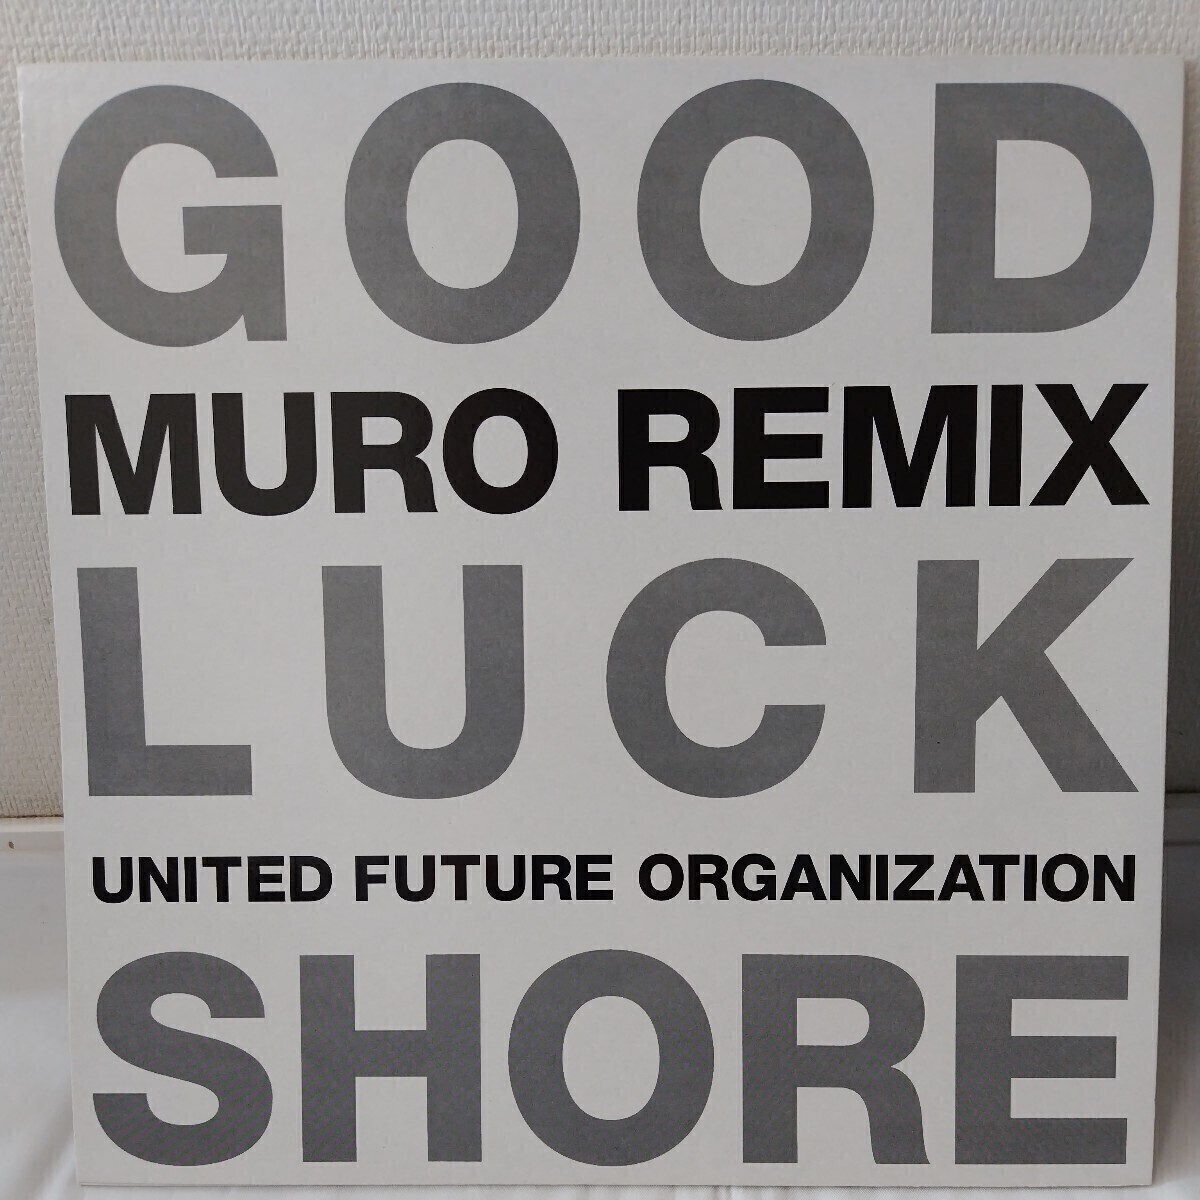 GOOD
MURO REMIX
LUCK
UNITED FUTURE ORGANIZATION
SHORE